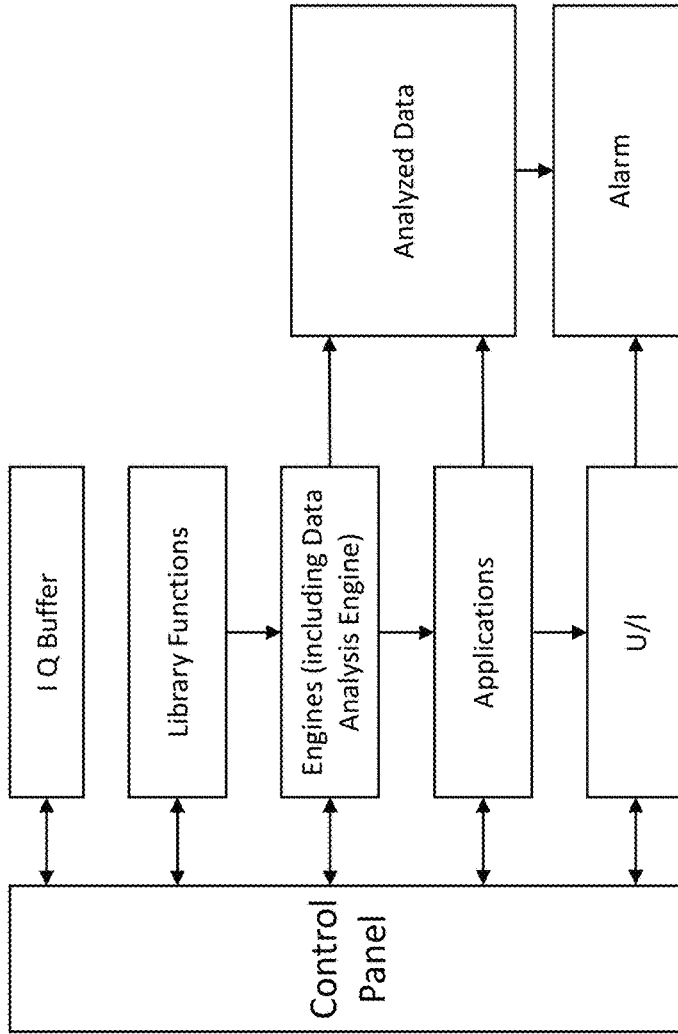 Control
Panel
I Q Buffer
Library Functions
Engines (including Data
Analysis Engine)
Applications
U/I
Analyzed Data
Alarm